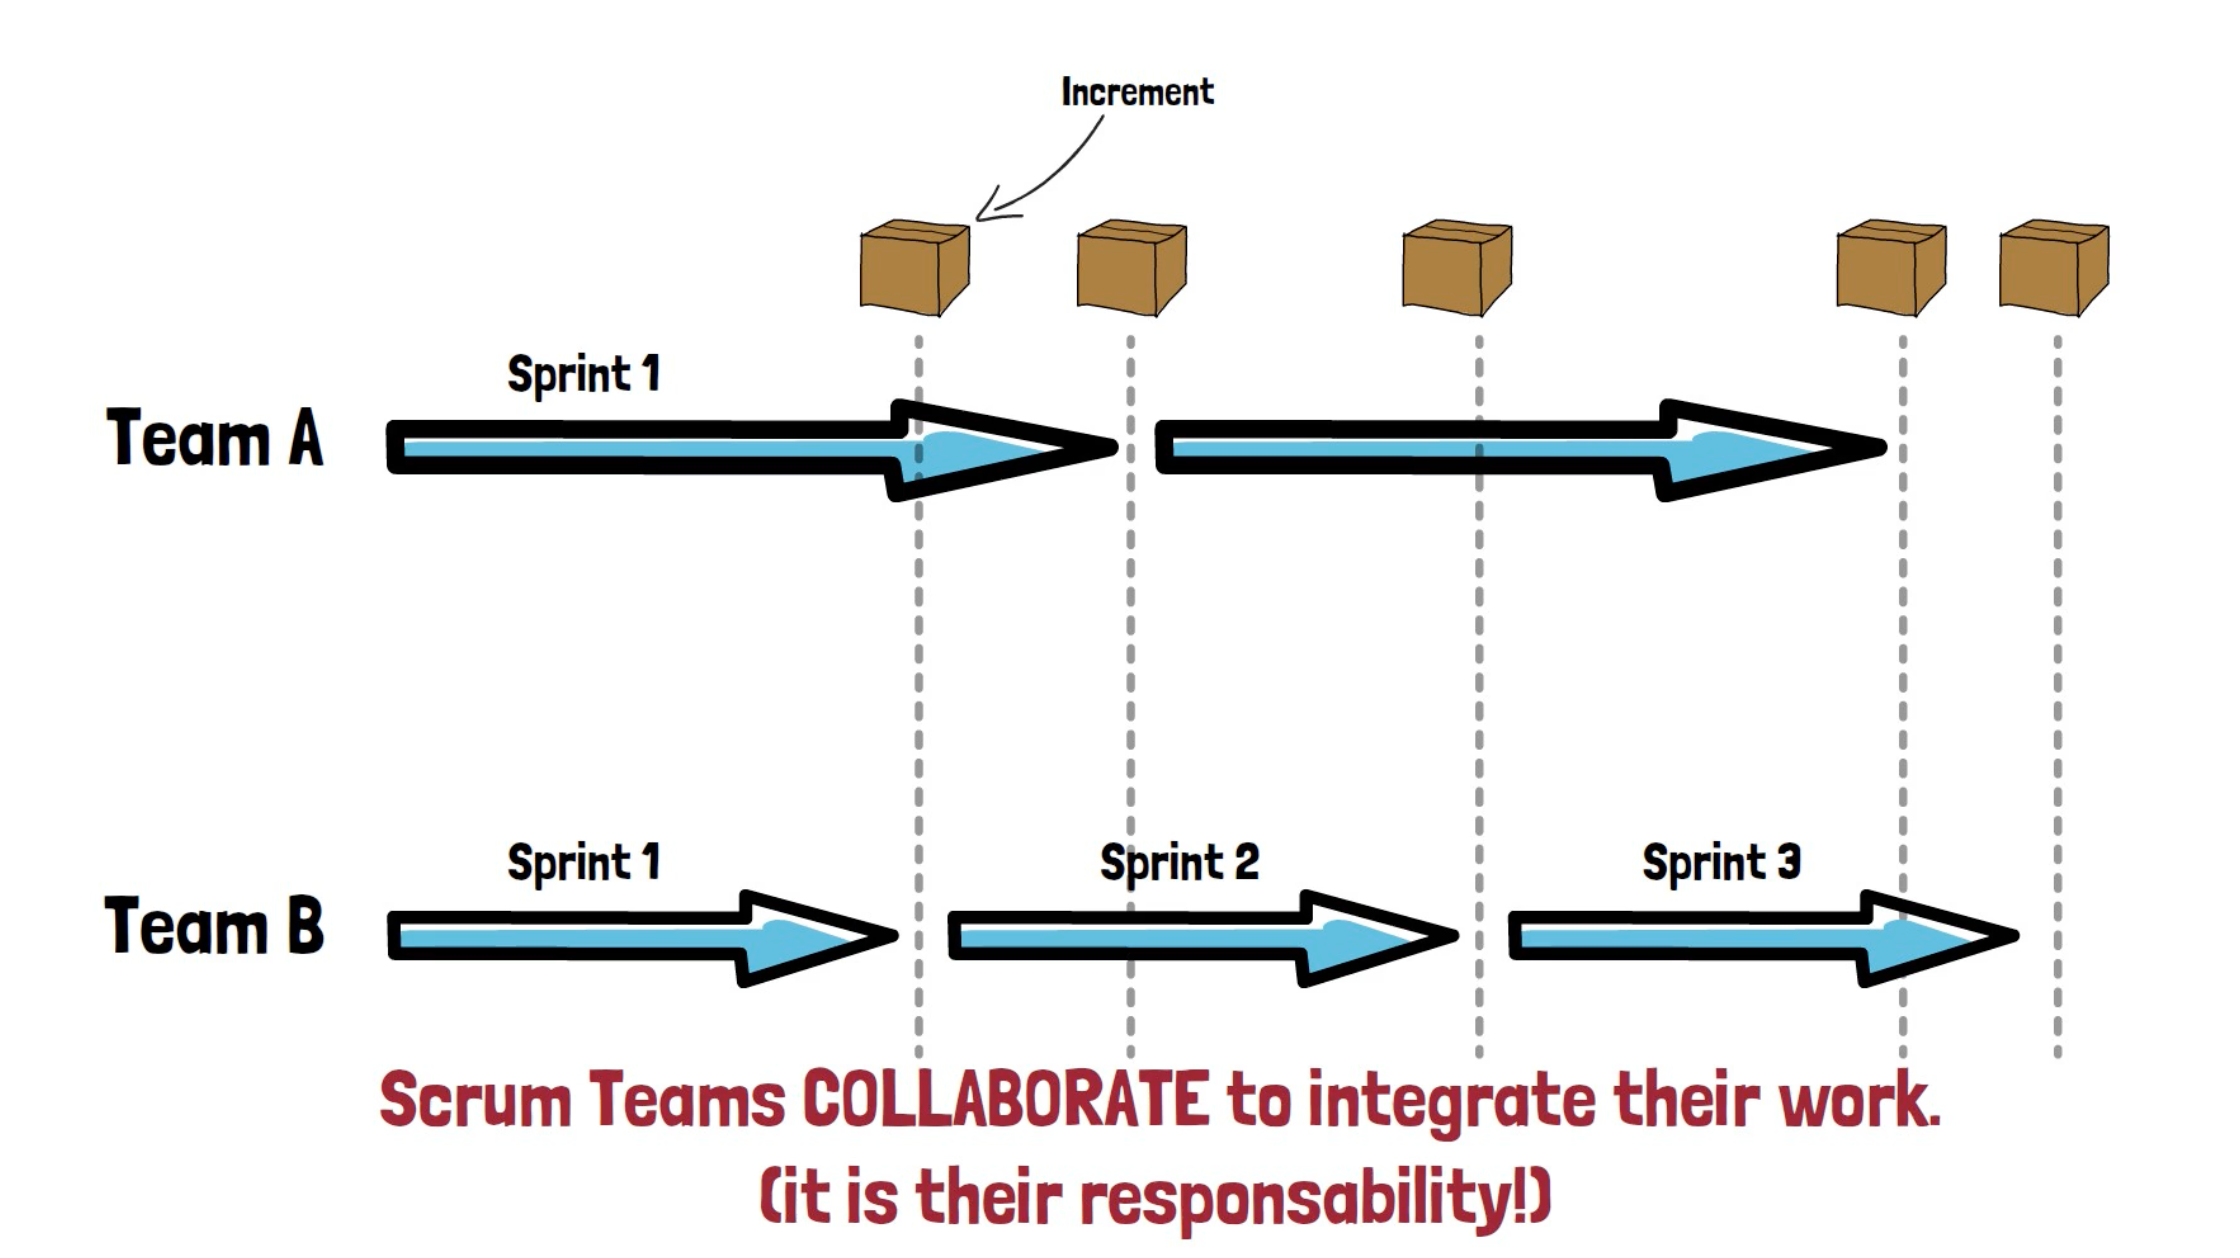 Increment
Sprint 1
Team A
Sprint 1
Sprint 2
Sprint 3
Team B
Scrum Teams COLLABORATE to integrate their work.
(it is their responsability!)